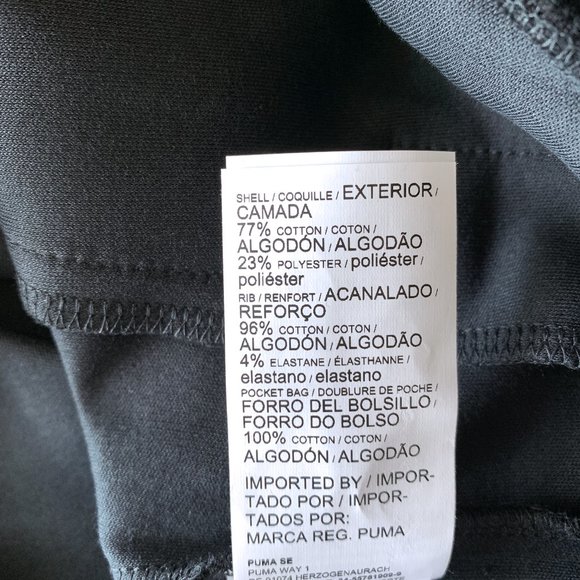 SHELL / COQUILLE / EXTERIOR /
CAMADA
77% COTTON / COTON /
ALGODÓN / ALGODÃO
23% POLYESTER / poliéster /
poliéster
RIB / RENFORT / ACANALADO /
REFORÇO
96% COTTON / COTON /
ALGODÓN / ALGODÃO
4% ELASTANE / ÉLASTHANNE /
elastano / elastano
POCKET BAG / DOUBLURE DE POCHE /
FORRO DEL BOLSILLO /
FORRO DO BOLSO
100% COTTON / COTON /
ALGODÓN / ALGODÃO
IMPORTED BY / IMPOR-
TADO POR / IMPOR-
TADOS POR:
MARCA REG. PUMA
PUMA SE
PUMA WAY 1
91074 HERZOGENAURACH